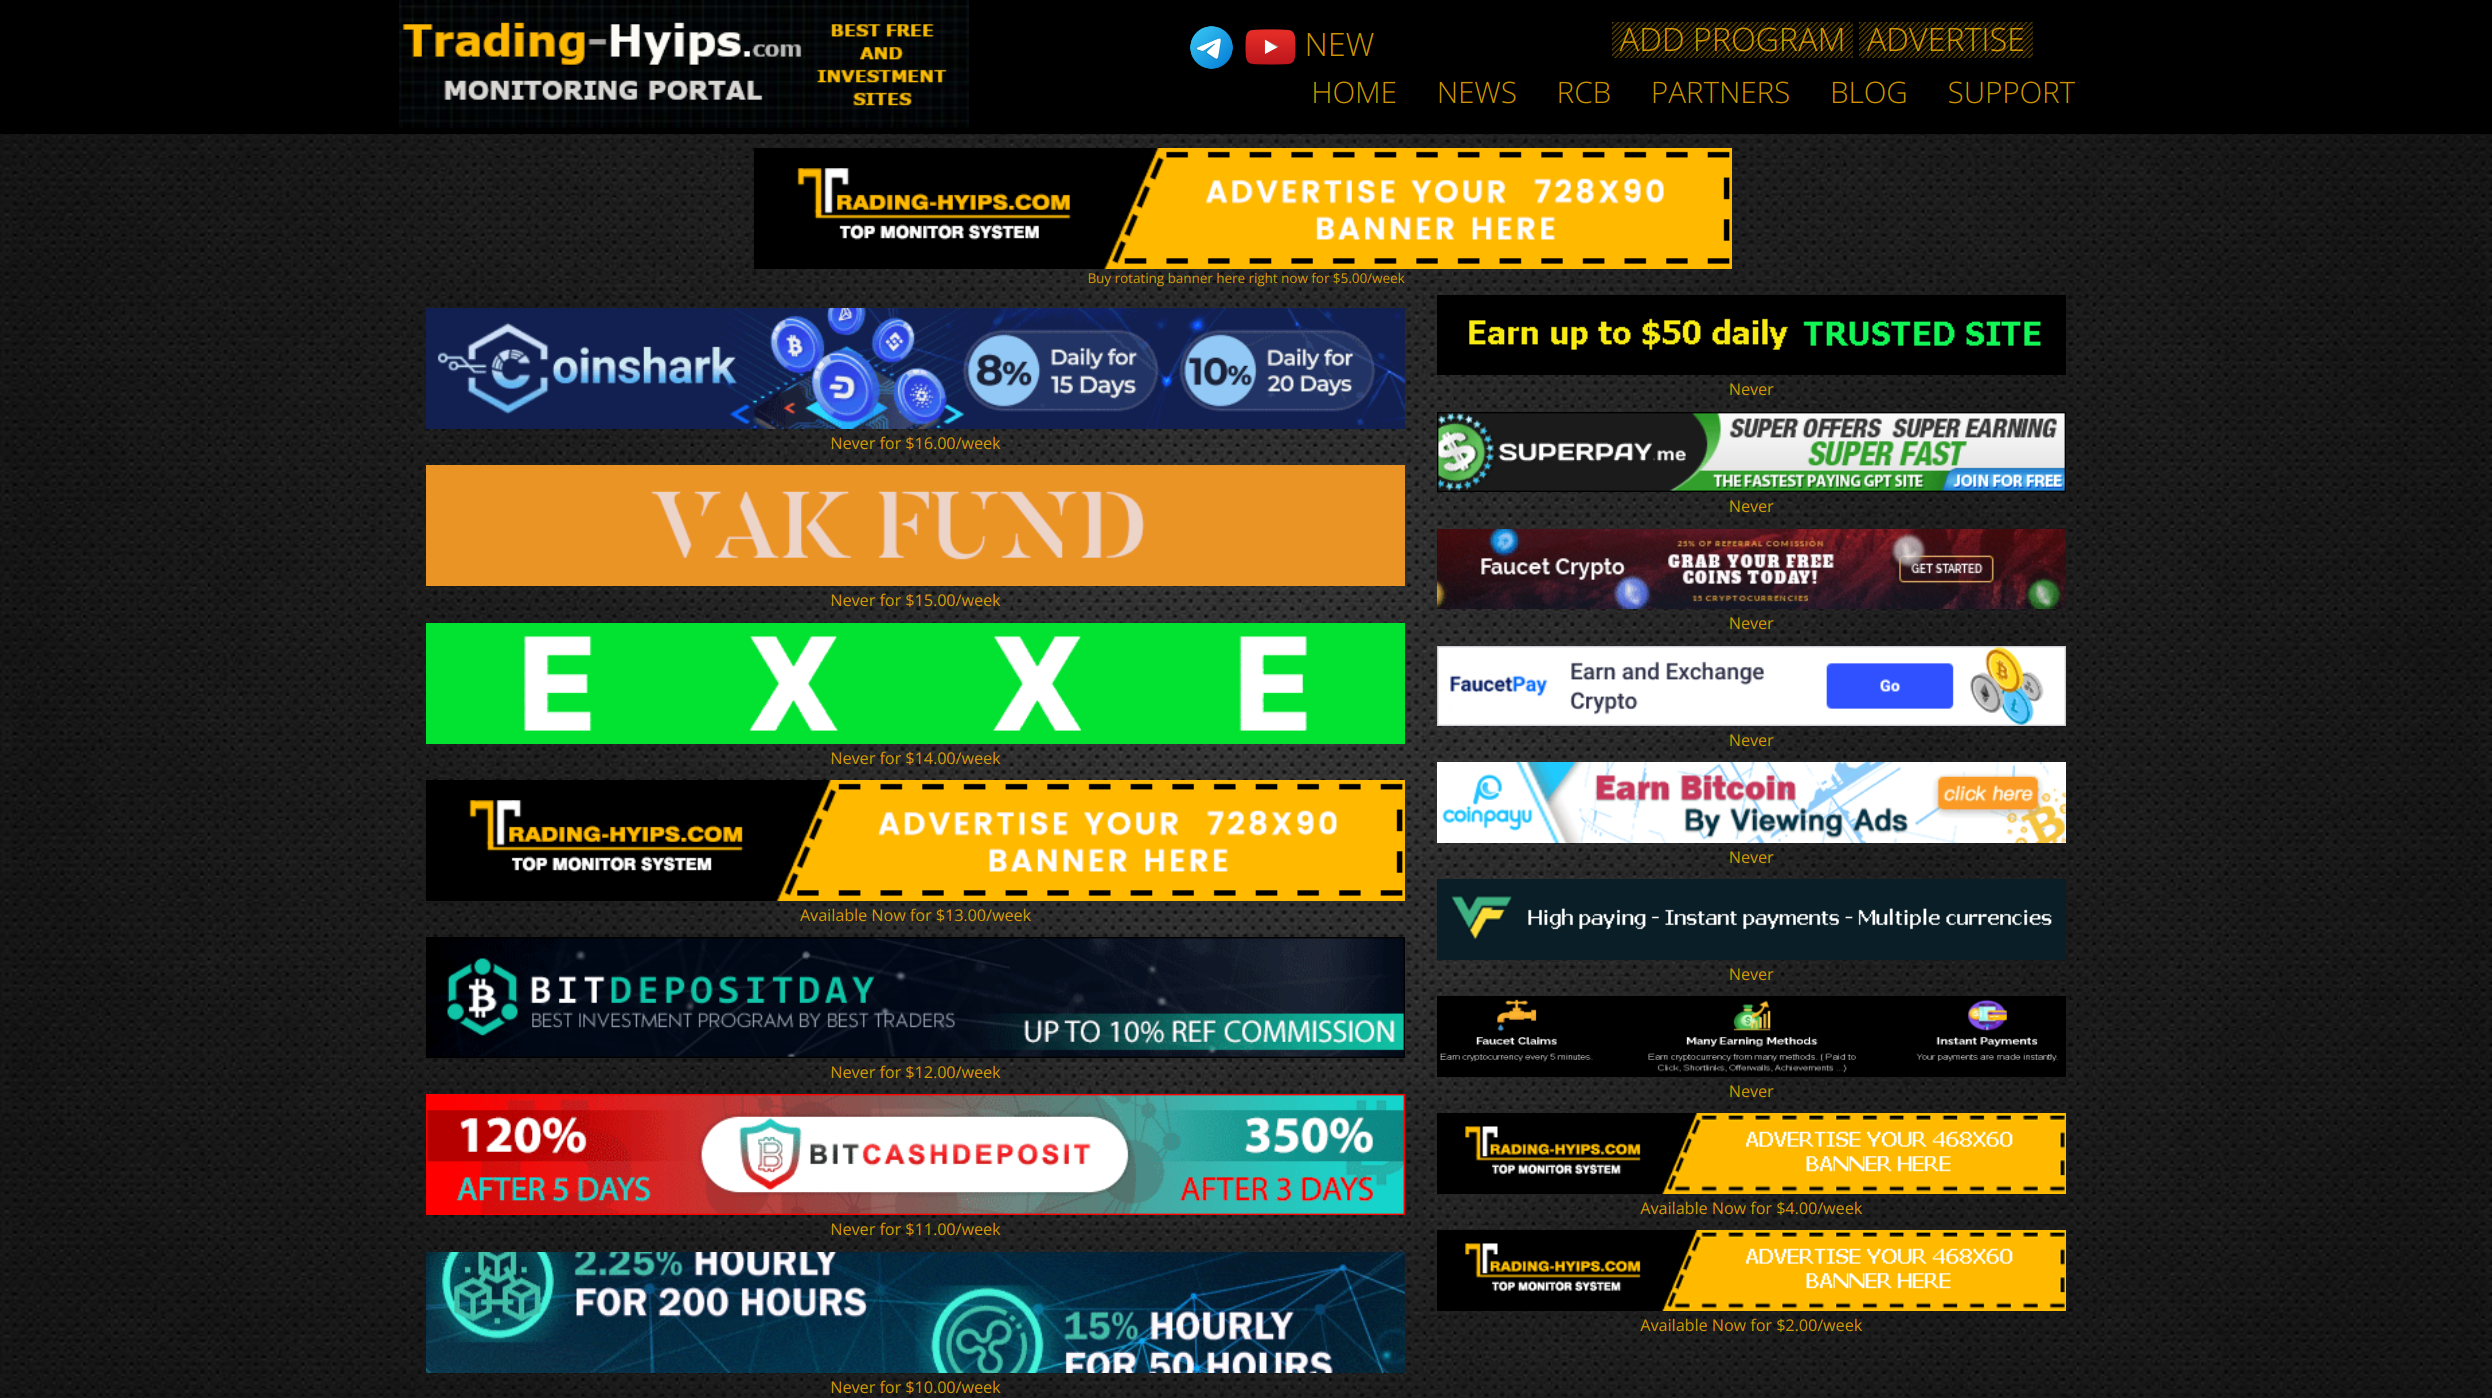 Trading-Hyips.com
MONITORING PORTAL
BEST FREE
AND
INVESTMENT
SITES
NEW
ADD PROGRAM ADVERTISE
HOME NEWS RCB PARTNERS BLOG SUPPORT
TRADING-HYIPS.COM
TOP MONITOR SYSTEM
ADVERTISE YOUR 728X90
BANNER HERE
Buy rotating banner here right now for $5.00/week
Coinshark
8% Daily for
15 Days
10% Daily for
20 Days
Never for $16.00/week
VAK FUND
Never for $15.00/week
E X X E
Never for $14.00/week
TRADING-HYIPS.COM
TOP MONITOR SYSTEM
ADVERTISE YOUR 728X90
BANNER HERE
Available Now for $13.00/week
BITDEPOSITDAY
BEST INVESTMENT PROGRAM BY BEST TRADERS
UP TO 10% REF COMMISSION
Never for $12.00/week
120%
AFTER 5 DAYS
BITCASHDEPOSIT
350%
AFTER 3 DAYS
Never for $11.00/week
2.25% HOURLY
FOR 200 HOURS
15% HOURLY
FOR 50 HOURS
Never for $10.00/week
Earn up to $50 daily TRUSTED SITE
Never
SUPERPAY.me
SUPER OFFERS SUPER EARNING
SUPER FAST
THE FASTEST PAYING GPT SITE JOIN FOR FREE
Never
Faucet Crypto
25% OF REFERRAL COMISSION
GRAB YOUR FREE
COINS TODAY!
15 CRYPTOCURRENCIES
GET STARTED
Never
FaucetPay
Earn and Exchange
Crypto
Go
Never
coinpayu
Earn Bitcoin
By Viewing Ads
click here
Never
High paying - Instant payments - Multiple currencies
Never
Faucet Claims
Earn cryptocurrency every 5 minutes.
Many Earning Methods
Earn cryptocurrency from many methods. ( Paid to
Click, Shortlinks, Offerwalls, Achievements ...)
Instant Payments
Your payments are made instantly.
Never
TRADING-HYIPS.COM
TOP MONITOR SYSTEM
ADVERTISE YOUR 468X60
BANNER HERE
Available Now for $4.00/week
TRADING-HYIPS.COM
TOP MONITOR SYSTEM
ADVERTISE YOUR 468X60
BANNER HERE
Available Now for $2.00/week